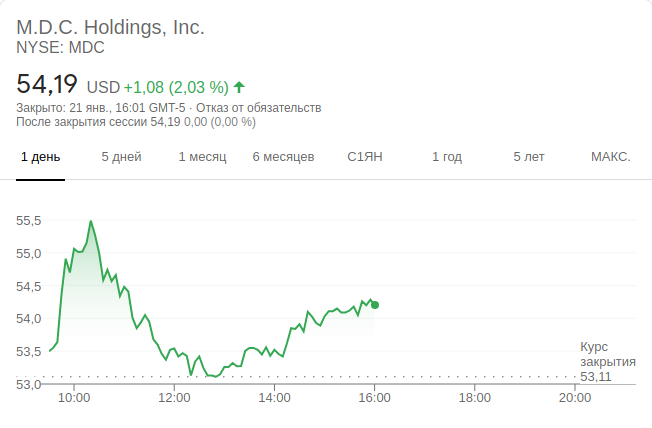 M.D.C. Holdings, Inc.
NYSE: MDC
54,19 USD +1,08 (2,03 %)
Закрыто: 21 янв., 16:01 GMT-5 · Отказ от обязательств
После закрытия сессии 54,19 0,00 (0,00 %)
1 день 5 дней 1 месяц 6 месяцев С1ЯН 1 год 5 лет МАКС.
55,5
55,0
54,5
54,0
53,5
Курс
закрытия
53,11
53,0
10:00 12:00 14:00 16:00 18:00 20:00